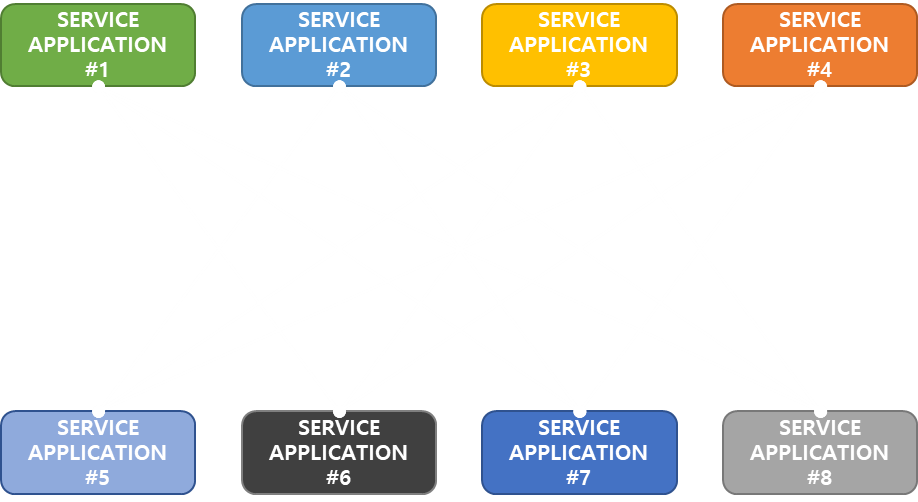 SERVICE
APPLICATION
#1
SERVICE
APPLICATION
#2
SERVICE
APPLICATION
#3
SERVICE
APPLICATION
#4
SERVICE
APPLICATION
#5
SERVICE
APPLICATION
#6
SERVICE
APPLICATION
#7
SERVICE
APPLICATION
#8